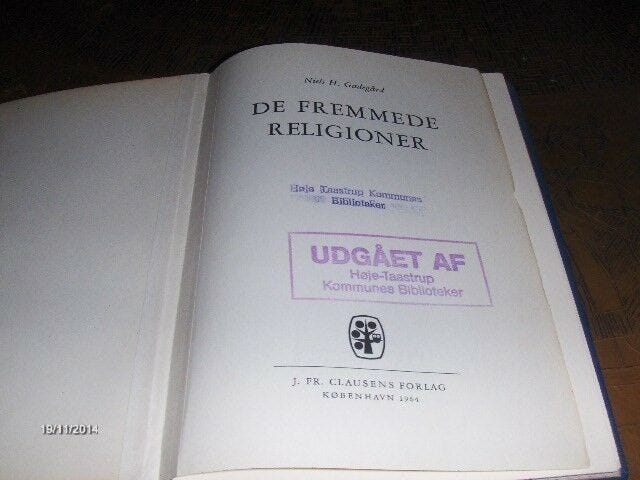 Niels H. Gadegård
DE FREMMEDE
RELIGIONER
Høje Taastrup Kommunes
Biblioteker
UDGÅET AF
Høje-Taastrup
Kommunes Biblioteker
J. FR. CLAUSENS FORLAG
KØBENHAVN 1964
19/11/2014